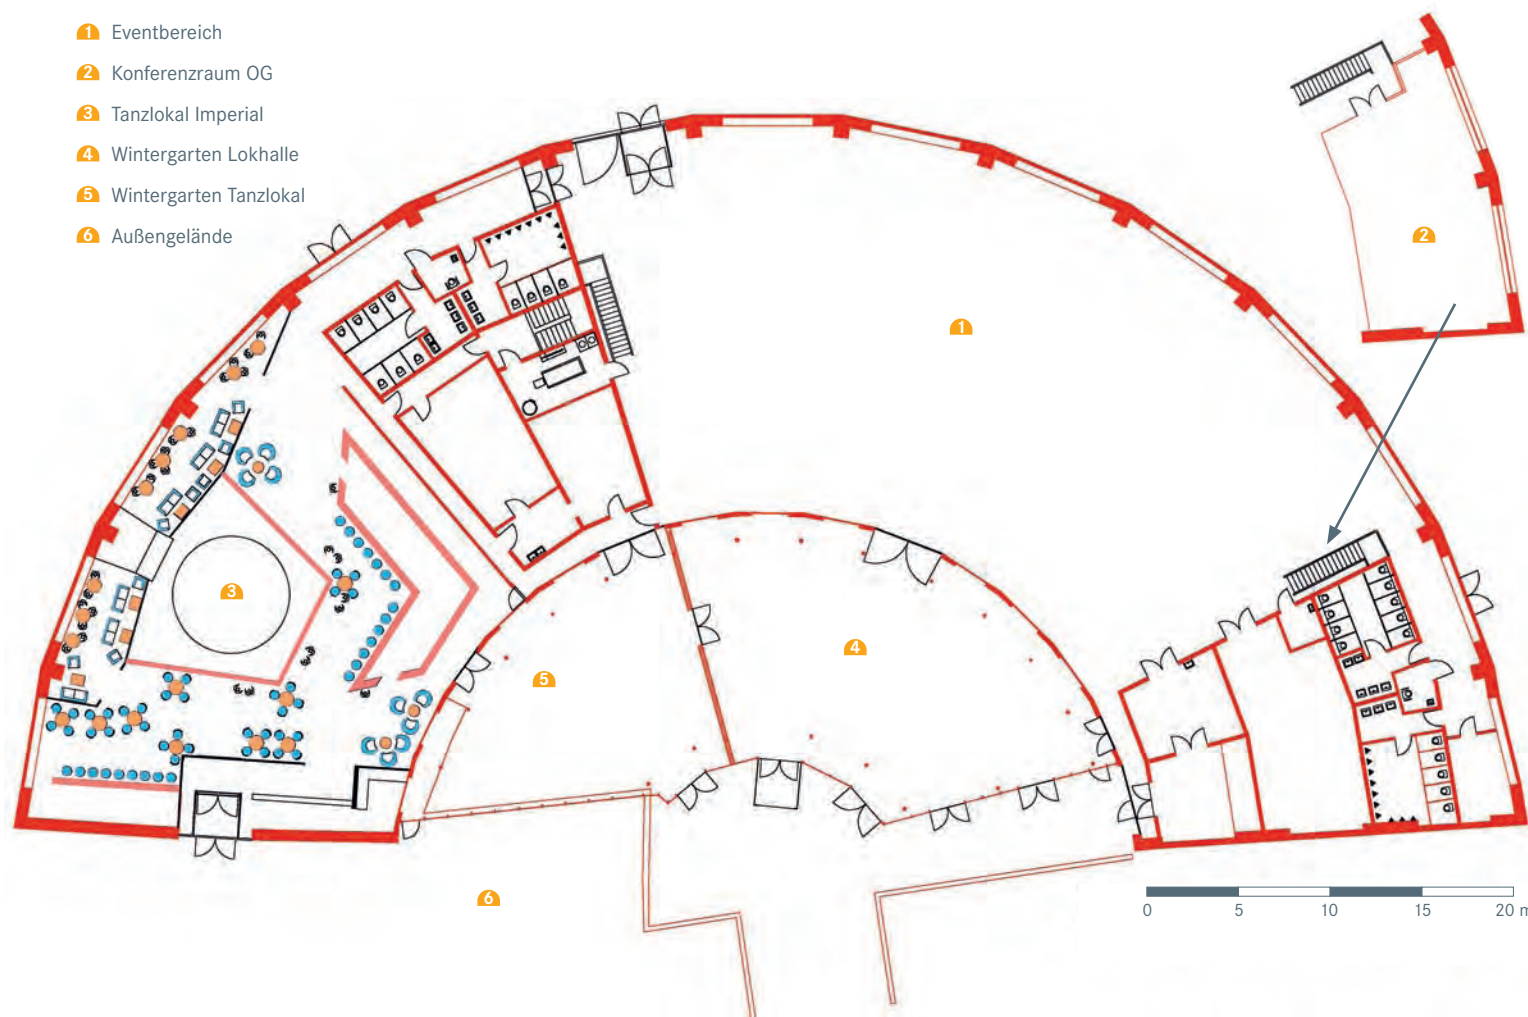 1 Eventbereich
2 Konferenzraum OG
3 Tanzlokal Imperial
4 Wintergarten Lokhalle
5 Wintergarten Tanzlokal
6 Außengelände
2
1
3
4
5
6
0 5 10 15 20 m